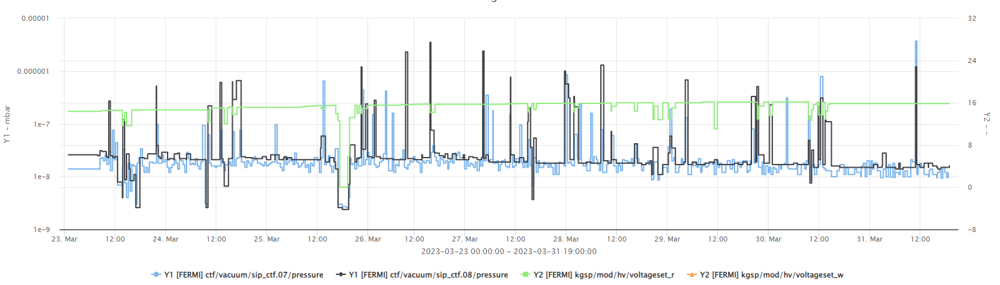 0.00001
32
0.000001
24
1e-7
16
1e-8
8
0
1e-9
-8
Y1 - mbar
Y2 - -
23. Mar 12:00 24. Mar 12:00 25. Mar 12:00 26. Mar 12:00 27. Mar 12:00 28. Mar 12:00 29. Mar 12:00 30. Mar 12:00 31. Mar 12:00
2023-03-23 00:00:00 - 2023-03-31 19:00:00
Y1 [FERMI] ctf/vacuum/sip_ctf.07/pressure Y1 [FERMI] ctf/vacuum/sip_ctf.08/pressure Y2 [FERMI] kgsp/mod/hv/voltageset_r Y2 [FERMI] kgsp/mod/hv/voltageset_w